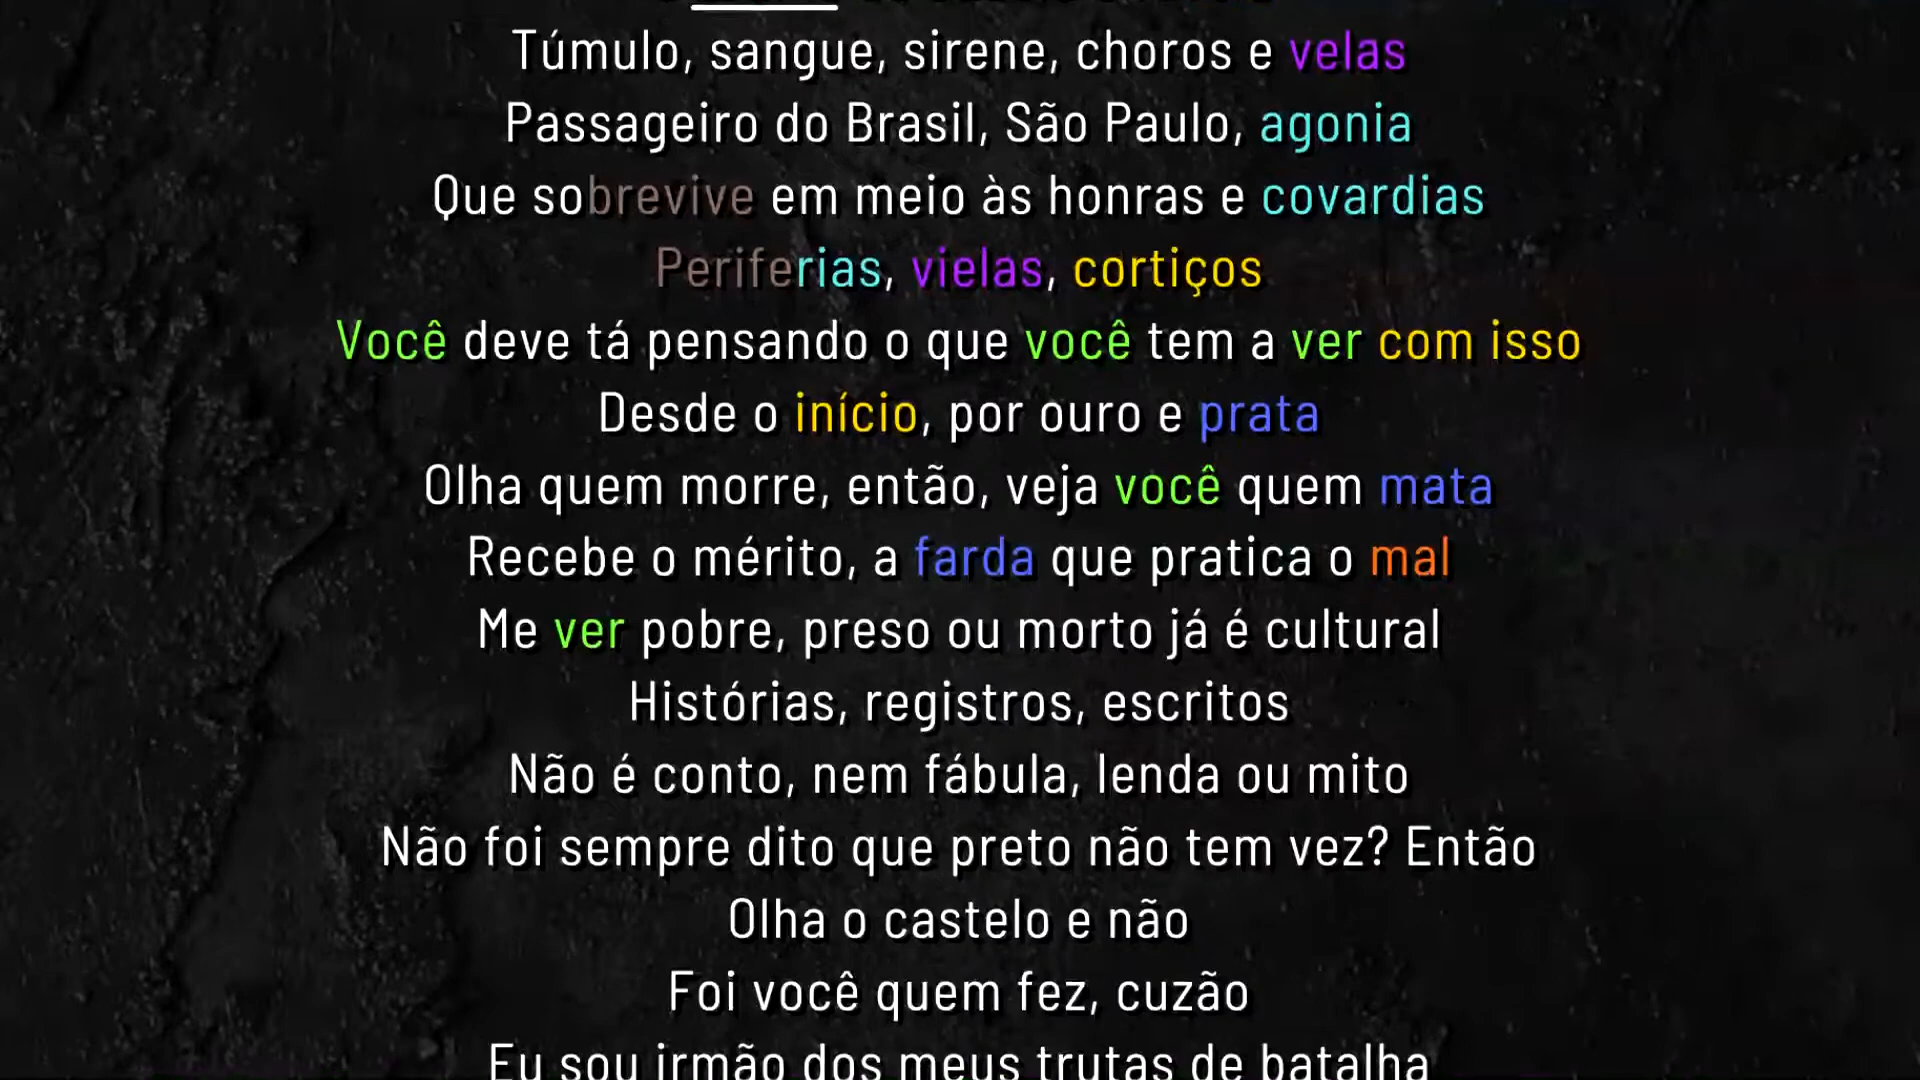 Túmulo, sangue, sirene, choros e velas
Passageiro do Brasil, São Paulo, agonia
Que sobrevive em meio às honras e covardias
Periferias, vielas, cortiços
Você deve tá pensando o que você tem a ver com isso
Desde o início, por ouro e prata
Olha quem morre, então, veja você quem mata
Recebe o mérito, a farda que pratica o mal
Me ver pobre, preso ou morto já é cultural
Histórias, registros, escritos
Não é conto, nem fábula, lenda ou mito
Não foi sempre dito que preto não tem vez? Então
Olha o castelo e não
Foi você quem fez, cuzão
Eu sou irmão dos meus trutas de batalha